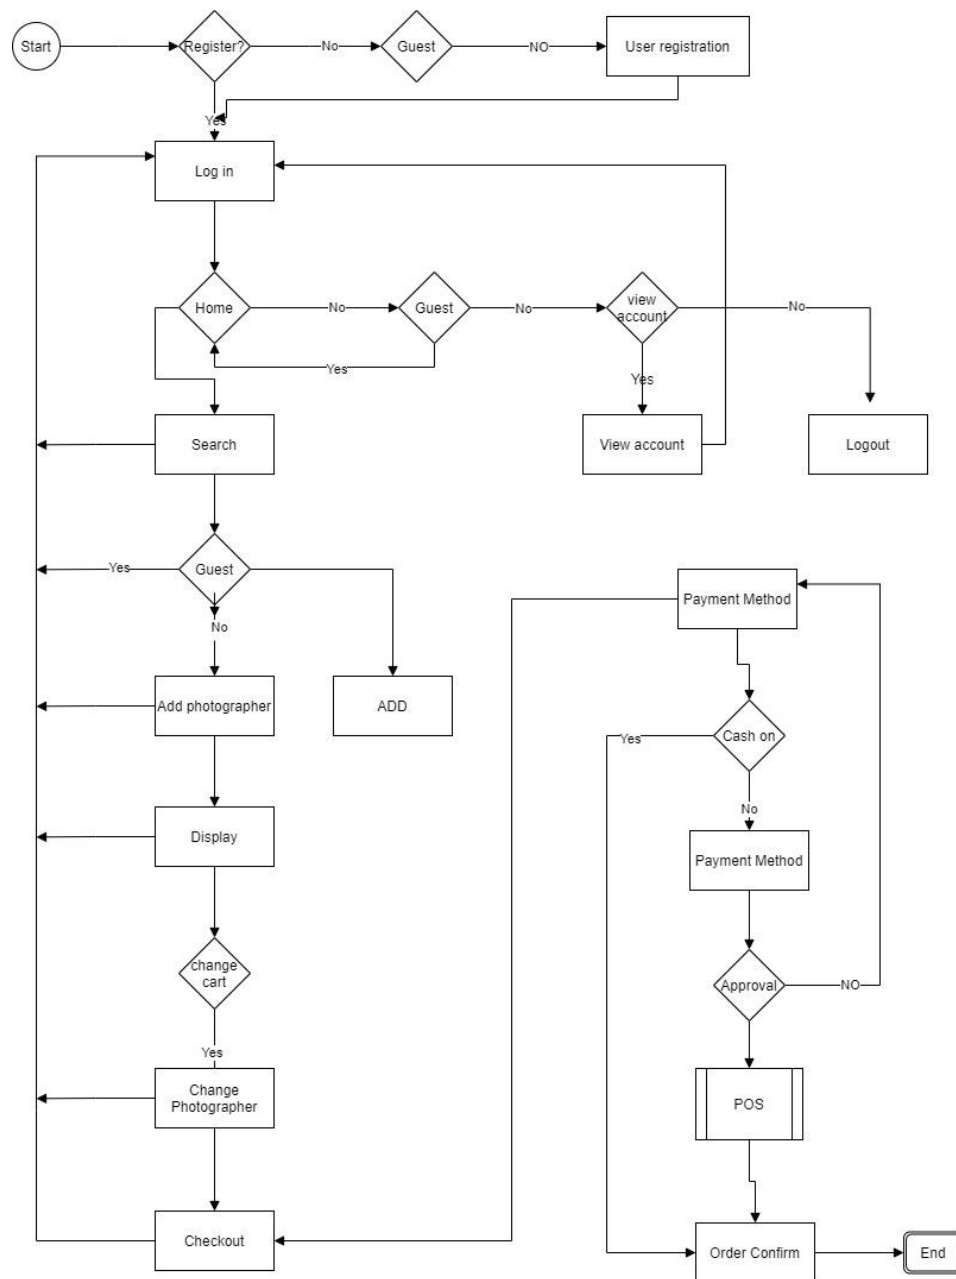 Start
Register?
No
Guest
NO
User registration
Yes
Log in
Home
No
Guest
No
view
account
No
Yes
Yes
Search
View account
Logout
Yes
Guest
No
Payment Method
Add photographer
ADD
Yes
Cash on
No
Display
Payment Method
change
cart
Approval
NO
Yes
Change
Photographer
POS
Checkout
Order Confirm
End